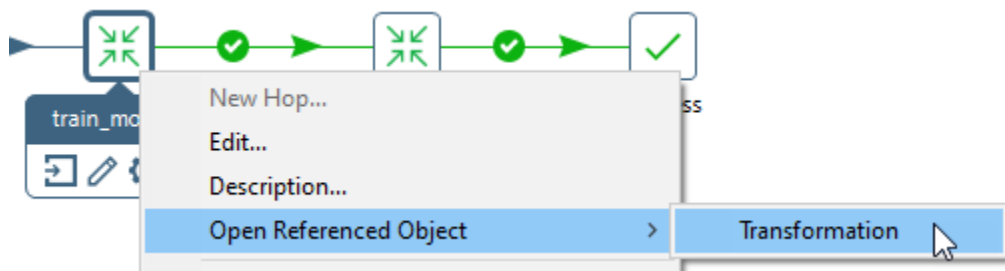 New Hop...
ss
train_mo
Edit...
Description...
Open Referenced Object
Transformation